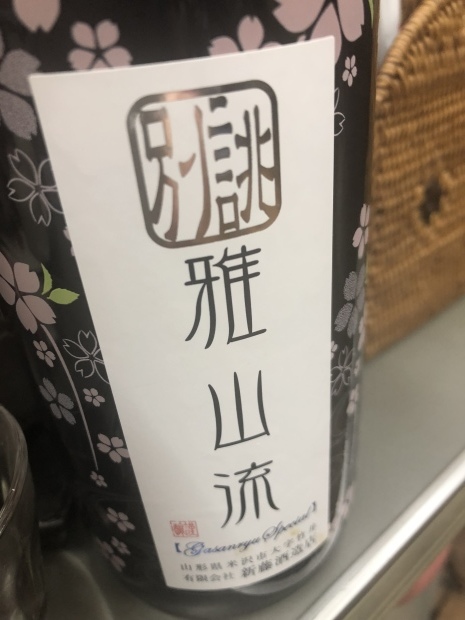 別誂
雅山流
【Gasanryu Special】
山形県米沢市大字竹井
有限会社 新藤酒造店